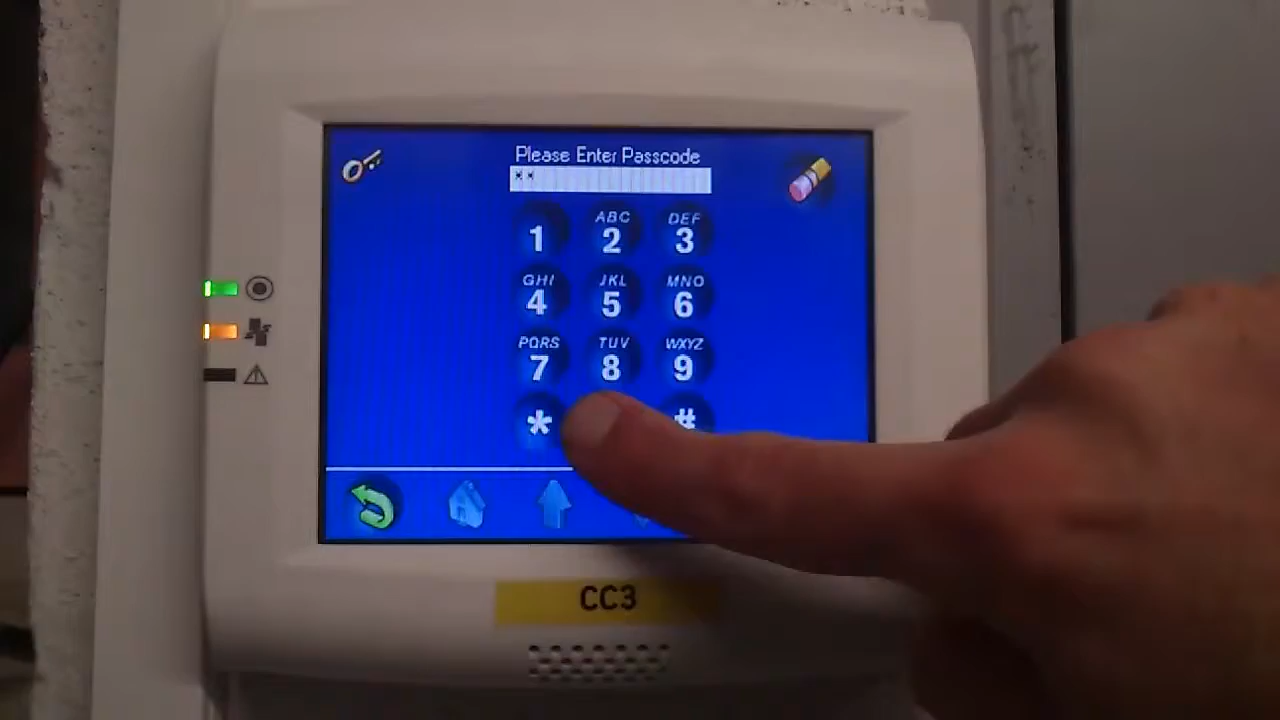 Please Enter Passcode
**
1
ABC
2
DEF
3
GHI
4
JKL
5
MNO
6
PQRS
7
TUV
8
WXYZ
9
*
#
CC3